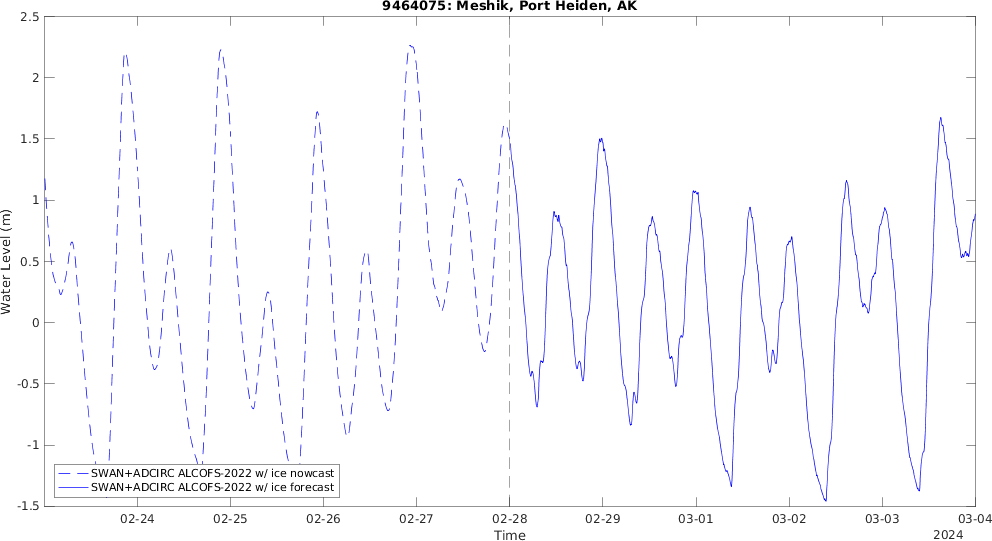 9464075: Meshik, Port Heiden, AK
2.5
2
1.5
1
0.5
0
-0.5
-1
-1.5
Water Level (m)
SWAN+ADCIRC ALCOFS-2022 w/ ice nowcast
SWAN+ADCIRC ALCOFS-2022 w/ ice forecast
02-24 02-25 02-26 02-27 02-28 02-29 03-01 03-02 03-03 03-04
Time
2024